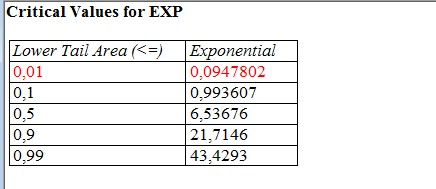 Critical Values for EXP
Lower Tail Area (<=) Exponential
0,01 0,0947802
0,1 0,993607
0,5 6,53676
0,9 21,7146
0,99 43,4293